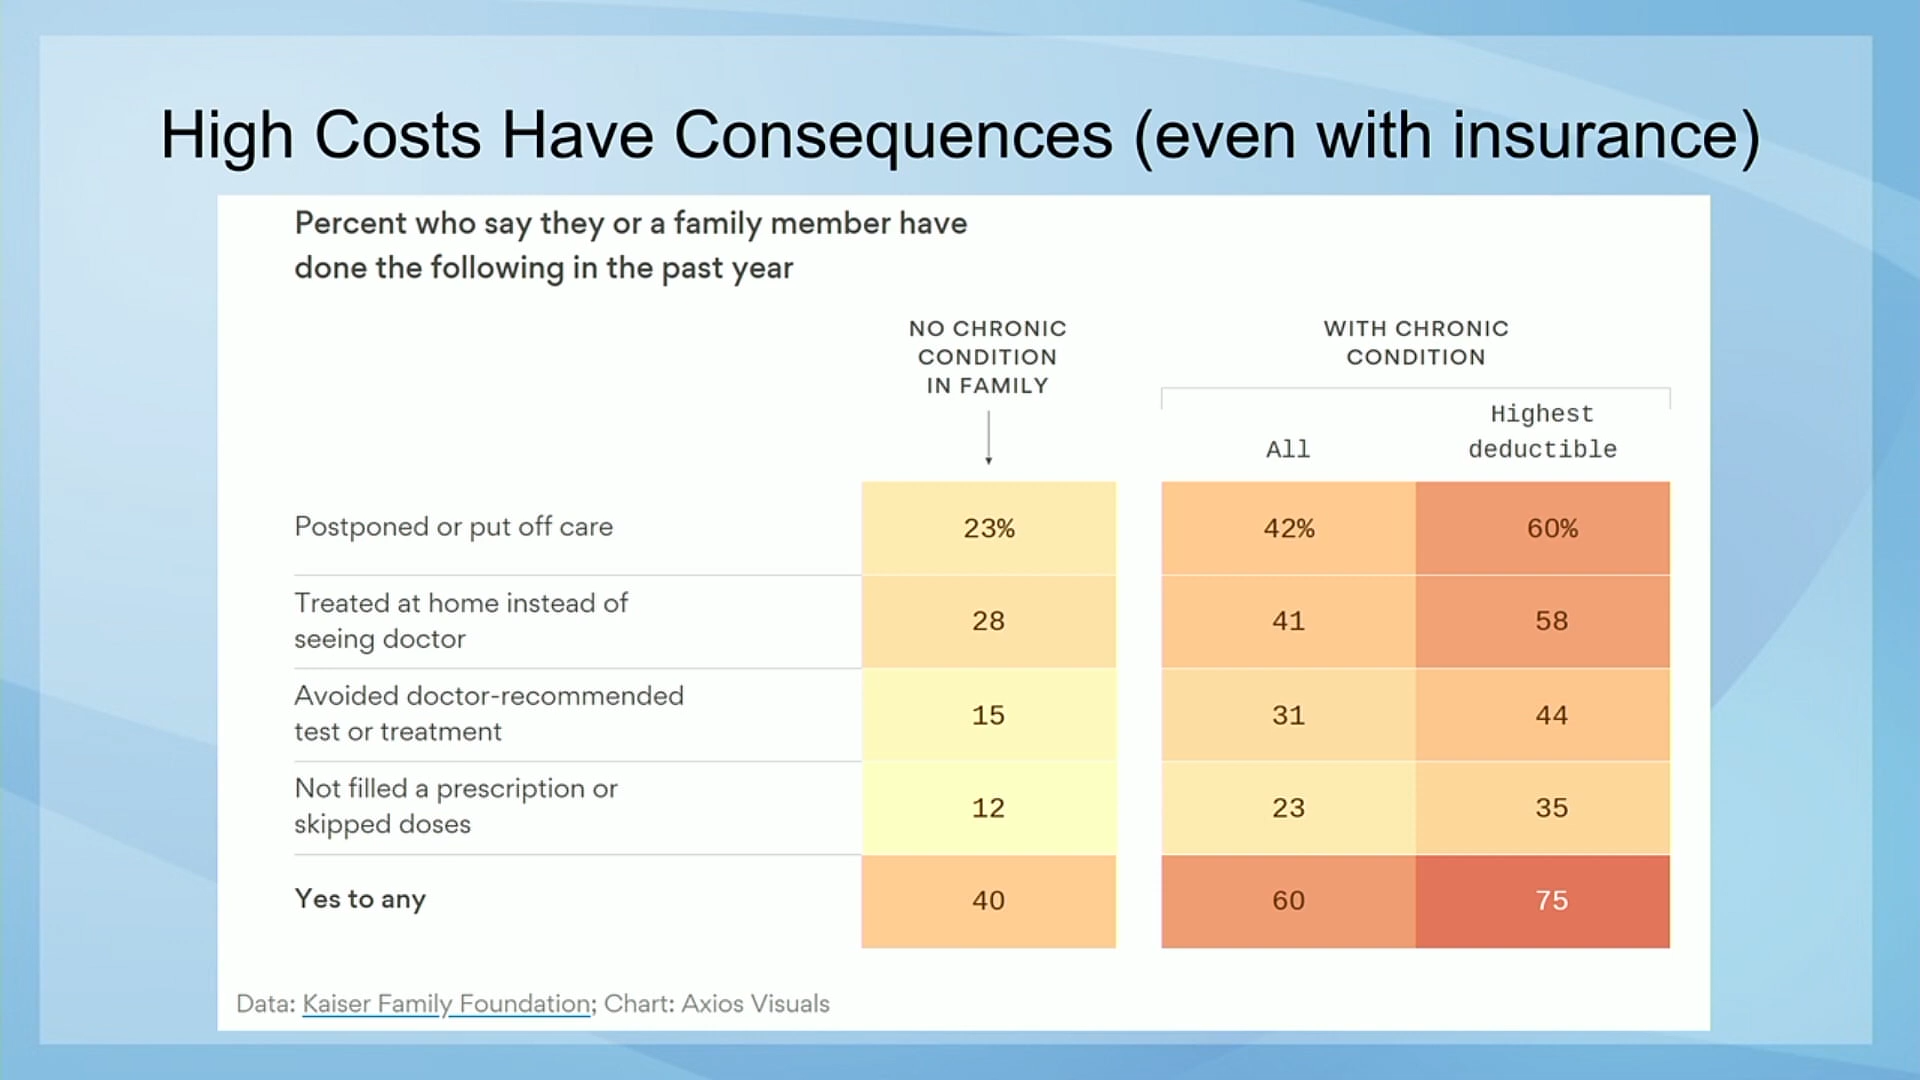 High Costs Have Consequences (even with insurance)
Percent who say they or a family member have
done the following in the past year
NO CHRONIC
CONDITION
IN FAMILY
WITH CHRONIC
CONDITION
All
Highest
deductible
Postponed or put off care
23%
42%
60%
Treated at home instead of
seeing doctor
28
41
58
Avoided doctor-recommended
test or treatment
15
31
44
Not filled a prescription or
skipped doses
12
23
35
Yes to any
40
60
75
Data: Kaiser Family Foundation; Chart: Axios Visuals